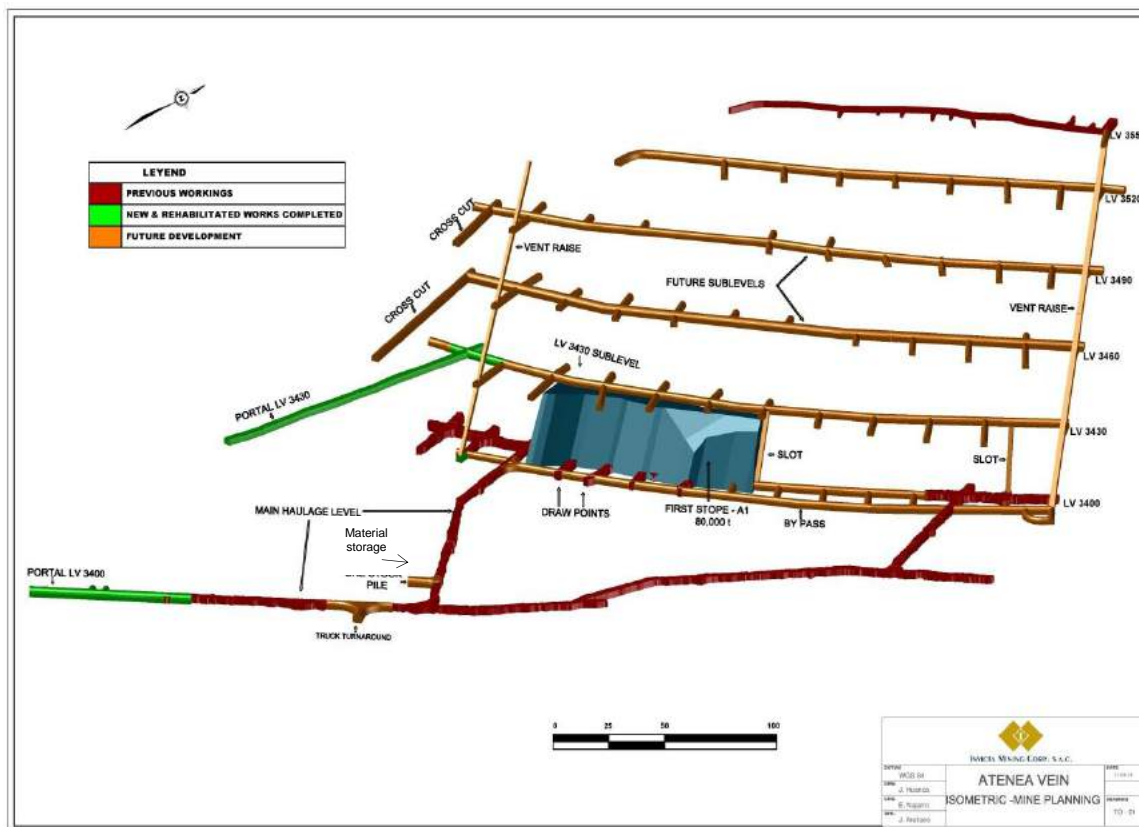 LEYEND
PREVIOUS WORKINGS
NEW & REHABILITATED WORKS COMPLETED
FUTURE DEVELOPMENT
LV 3520
CROSS CUT
VENT RAISE
LV 3490
FUTURE SUBLEVELS
VENT RAISE
CROSS CUT
LV 3460
LV 3430 SUBLEVEL
PORTAL LV 3430
LV 3430
SLOT
SLOT
LV 3400
MAIN HAULAGE LEVEL
DRAW POINTS
FIRST STOPE - A1
80,000 t
BY PASS
Material
storage
PILE
PORTAL LV 3400
TRUCK TURNAROUND
0 25 50 100
INVICTA MINING CORP. S.A.C.
WGS 84
ATENEA VEIN
ISOMETRIC -MINE PLANNING